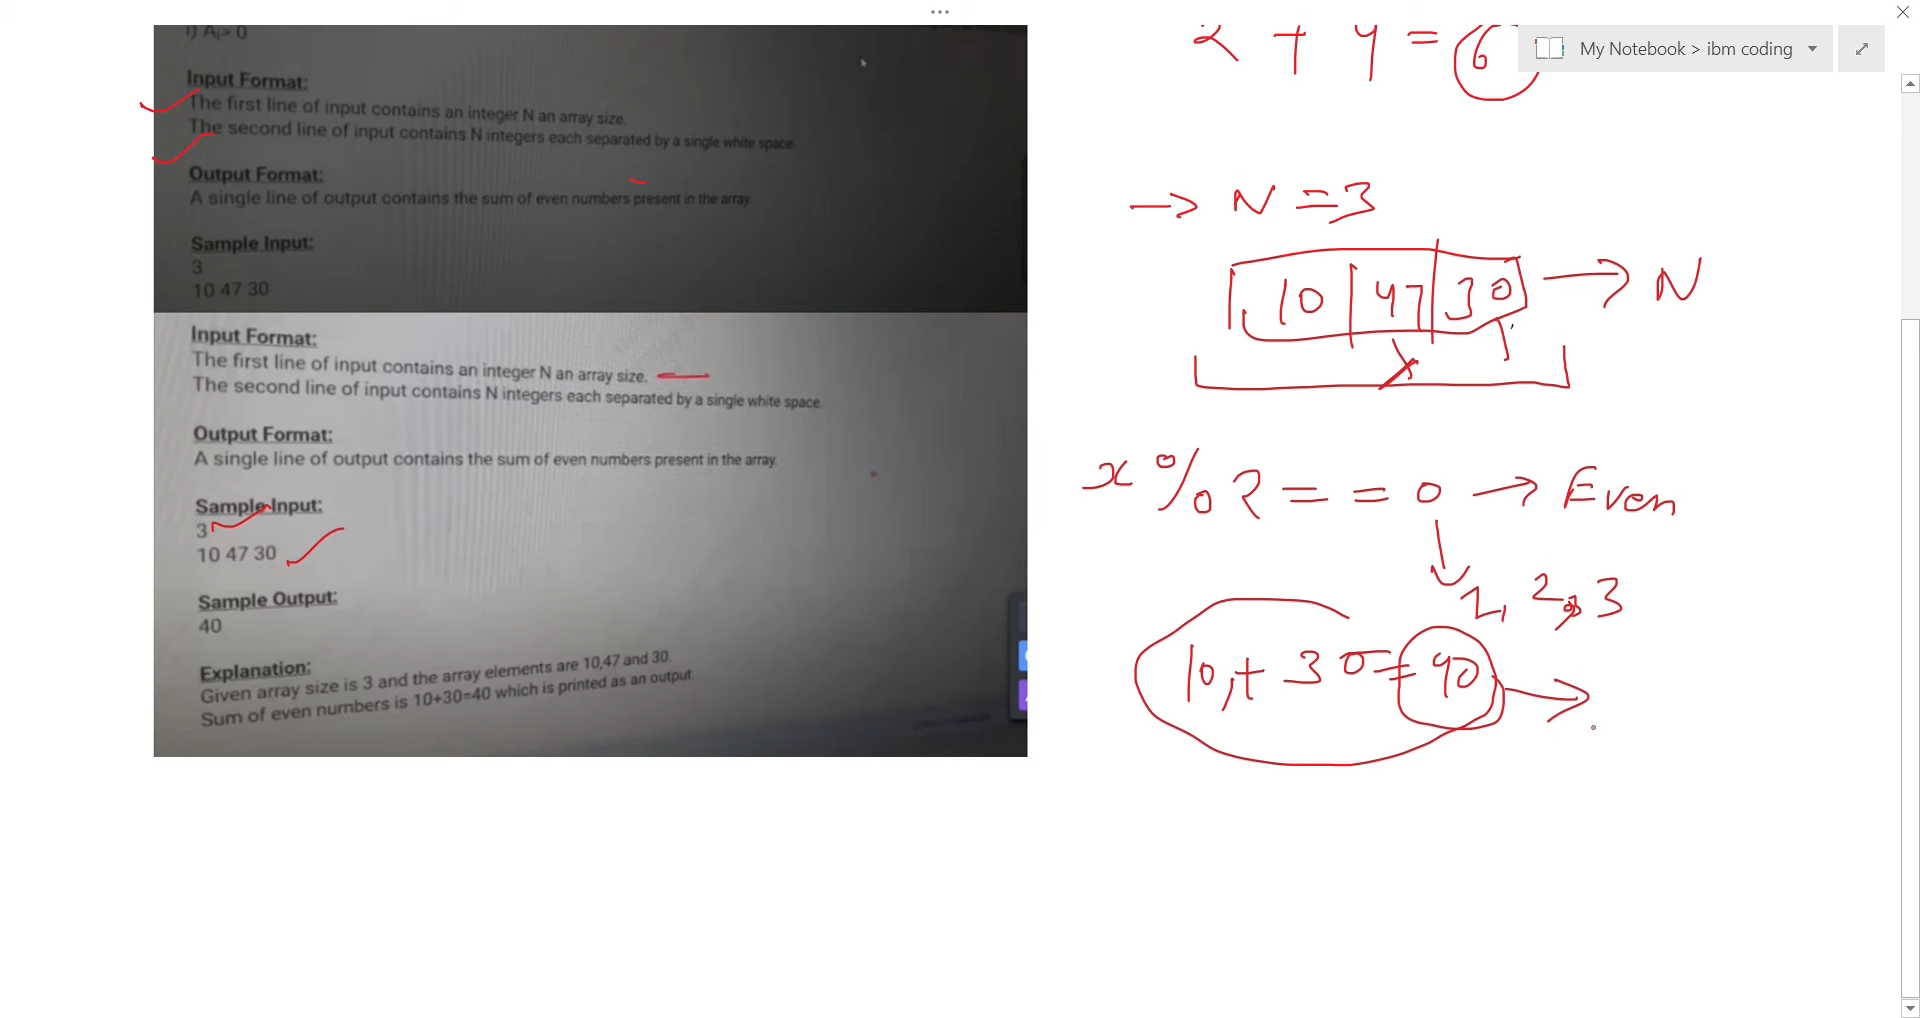 i) Ai> 0
Input Format:
The first line of input contains an integer N an array size.
The second line of input contains N integers each separated by a single white space.
Output Format:
A single line of output contains the sum of even numbers present in the array.
Sample Input:
3
10 47 30
Input Format:
The first line of input contains an integer N an array size.
The second line of input contains N integers each separated by a single white space.
Output Format:
A single line of output contains the sum of even numbers present in the array.
Sample Input:
3
10 47 30
Sample Output:
40
Explanation:
Given array size is 3 and the array elements are 10,47 and 30.
Sum of even numbers is 10+30=40 which is printed as an output.
2 + 4 = 6
My Notebook > ibm coding
→ N = 3
10 47 30 → N
x % 2 = = 0 → Even
1, 2, 3
10, + 30 = 40 →